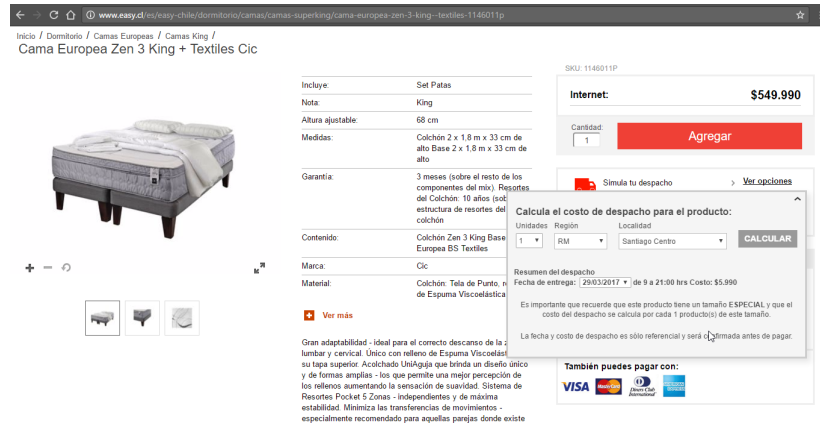 www.easy.cl/es/easy-chile/dormitorio/camas/camas-superking/cama-europea-zen-3-king--textiles-1146011p
Inicio / Dormitorio / Camas Europeas / Camas King /
Cama Europea Zen 3 King + Textiles Cic
SKU: 1146011P
Internet: $549.990
Cantidad:
1
Agregar
Simula tu despacho > Ver opciones
Incluye: Set Patas
Nota: King
Altura ajustable: 68 cm
Medidas: Colchón 2 x 1,8 m x 33 cm de
alto Base 2 x 1,8 m x 33 cm de
alto
Garantía: 3 meses (sobre el resto de los
componentes del mix). Resortes
del Colchón: 10 años (sob
estructura de resortes del
colchón
Contenido: Colchón Zen 3 King Base
Europea BS Textiles
Marca: Cic
Material: Colchón: Tela de Punto, r
de Espuma Viscoelástica
Ver más
Gran adaptabilidad - ideal para el correcto descanso de la z
lumbar y cervical. Único con relleno de Espuma Viscoelást
su tapa superior. Acolchado UniAguja que brinda un diseño único
y de formas amplias - los que permite una mejor percepción de
los rellenos aumentando la sensación de suavidad. Sistema de
Resortes Pocket 5 Zonas - independientes y de máxima
estabilidad. Minimiza las transferencias de movimientos -
especialmente recomendado para aquellas parejas donde existe
Calcula el costo de despacho para el producto:
Unidades Región Localidad
1 RM Santiago Centro CALCULAR
Resumen del despacho
Fecha de entrega: 29/03/2017 de 9 a 21:00 hrs Costo: $5.990
Es importante que recuerde que este producto tiene un tamaño ESPECIAL y que el
costo del despacho se calcula por cada 1 producto(s) de este tamaño.
La fecha y costo de despacho es sólo referencial y será confirmada antes de pagar.
También puedes pagar con:
VISA MasterCard Diners Club International AMERICAN EXPRESS